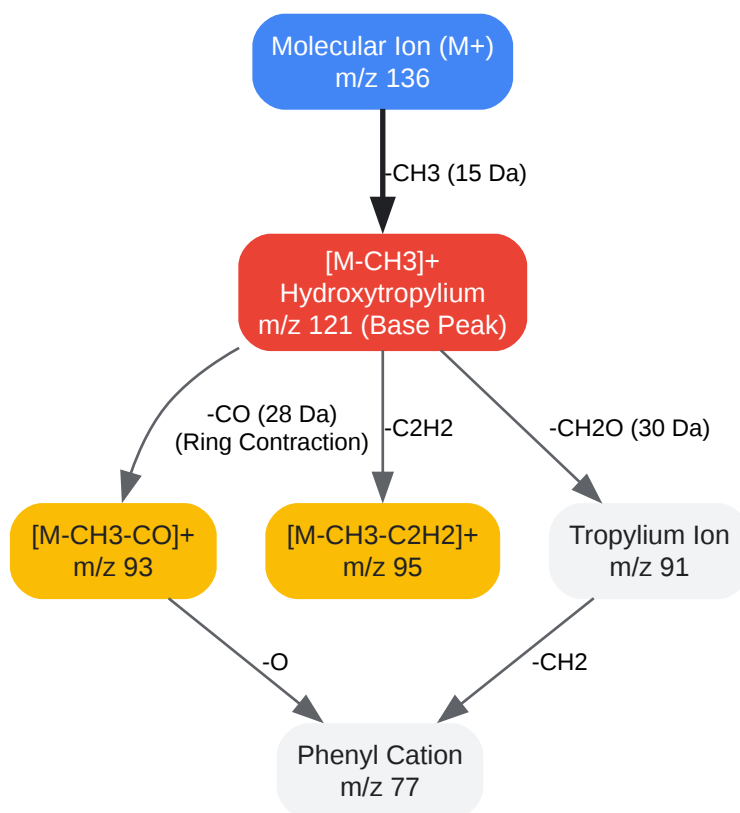 Molecular Ion (M+)
m/z 136
-CH3 (15 Da)
[M-CH3]+
Hydroxytropylium
m/z 121 (Base Peak)
-CO (28 Da)
(Ring Contraction)
-C2H2
-CH2O (30 Da)
[M-CH3-CO]+
m/z 93
[M-CH3-C2H2]+
m/z 95
Tropylium Ion
m/z 91
-O
-CH2
Phenyl Cation
m/z 77